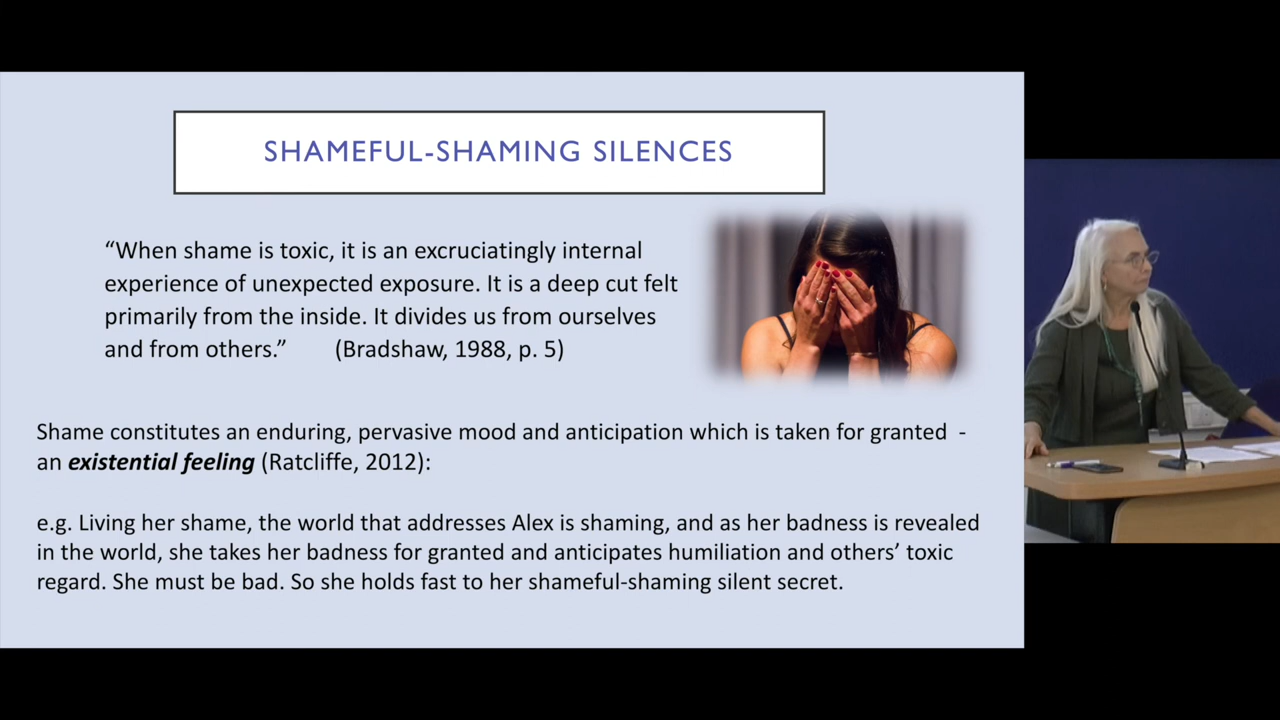 SHAMEFUL-SHAMING SILENCES
“When shame is toxic, it is an excruciatingly internal
experience of unexpected exposure. It is a deep cut felt
primarily from the inside. It divides us from ourselves
and from others.” (Bradshaw, 1988, p. 5)
Shame constitutes an enduring, pervasive mood and anticipation which is taken for granted -
an existential feeling (Ratcliffe, 2012):
e.g. Living her shame, the world that addresses Alex is shaming, and as her badness is revealed
in the world, she takes her badness for granted and anticipates humiliation and others’ toxic
regard. She must be bad. So she holds fast to her shameful-shaming silent secret.